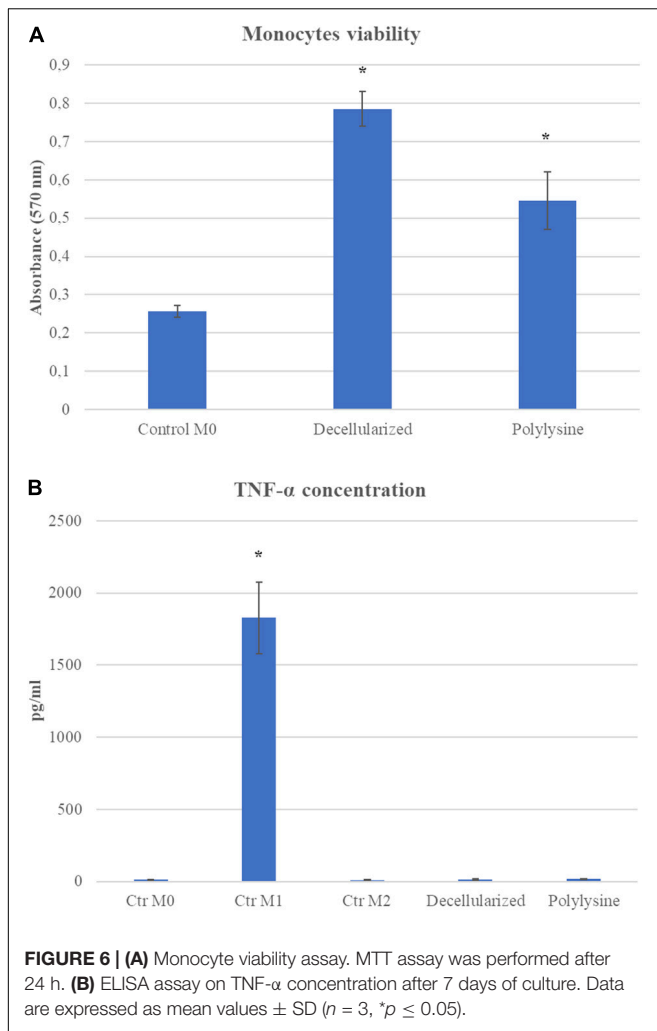 A
Monocytes viability
Absorbance (570 nm)
0,9
0,8
0,7
0,6
0,5
0,4
0,3
0,2
0,1
0
*
*
Control M0 Decellularized Polylysine
B
TNF-α concentration
pg/ml
2500
2000
1500
1000
500
0
*
Ctr M0 Ctr M1 Ctr M2 Decellularized Polylysine
FIGURE 6 | (A) Monocyte viability assay. MTT assay was performed after
24 h. (B) ELISA assay on TNF-α concentration after 7 days of culture. Data
are expressed as mean values ± SD (n = 3, *p ≤ 0.05).